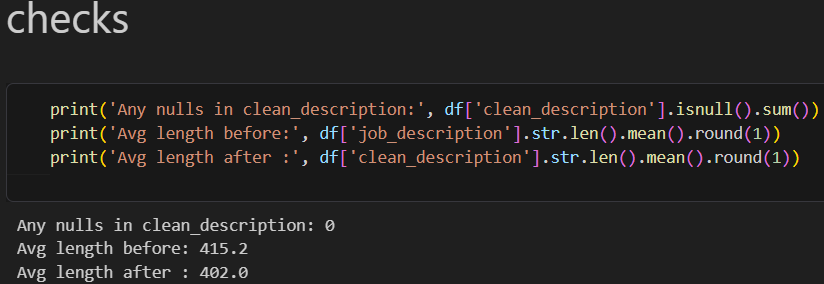 checks
print('Any nulls in clean_description:', df['clean_description'].isnull().sum())
print('Avg length before:', df['job_description'].str.len().mean().round(1))
print('Avg length after :', df['clean_description'].str.len().mean().round(1))
Any nulls in clean_description: 0
Avg length before: 415.2
Avg length after : 402.0